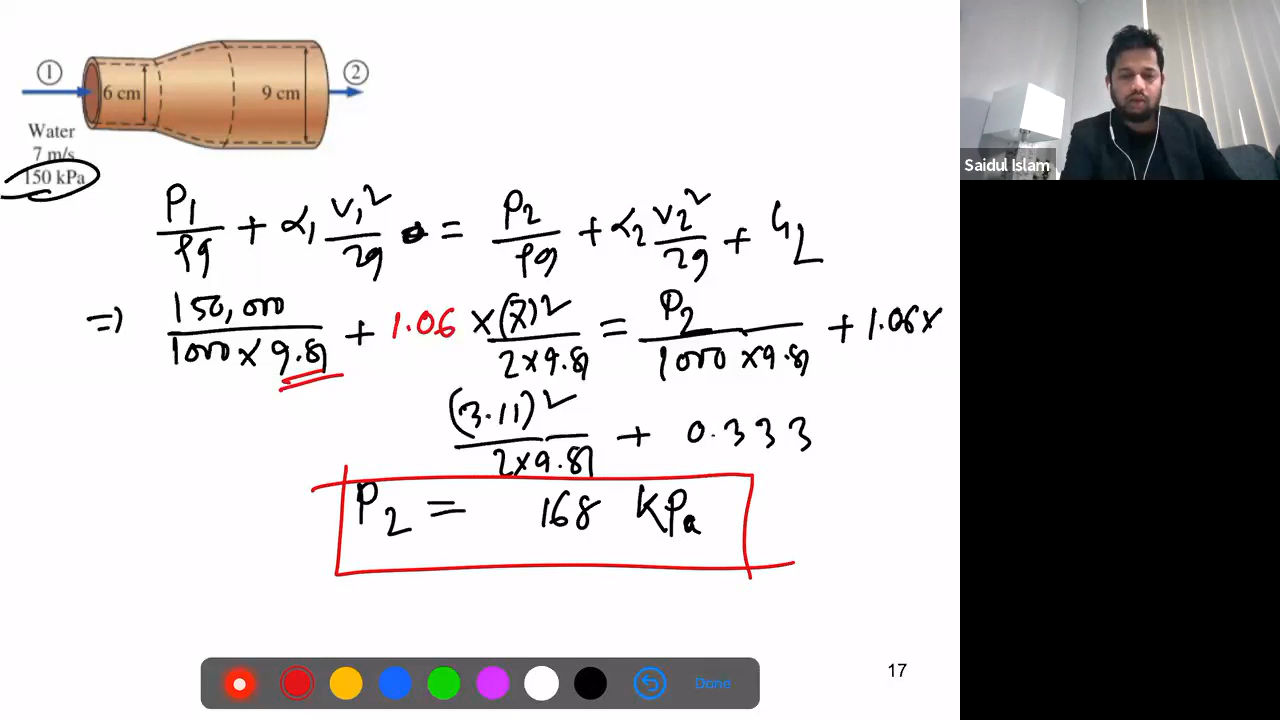 ① ②
6 cm 9 cm
Water
7 m/s
150 kPa
P₁/ρg + α₁ V₁²/2g = P₂/ρg + α₂ V₂²/2g + h_L
⇒ 150,000/1000 × 9.81 + 1.06 × (7)²/2×9.81 = P₂/1000 × 9.81 + 1.06 ×
(3.11)²/2×9.81 + 0.333
P₂ = 168 kPa
17
Done
Saidul Islam